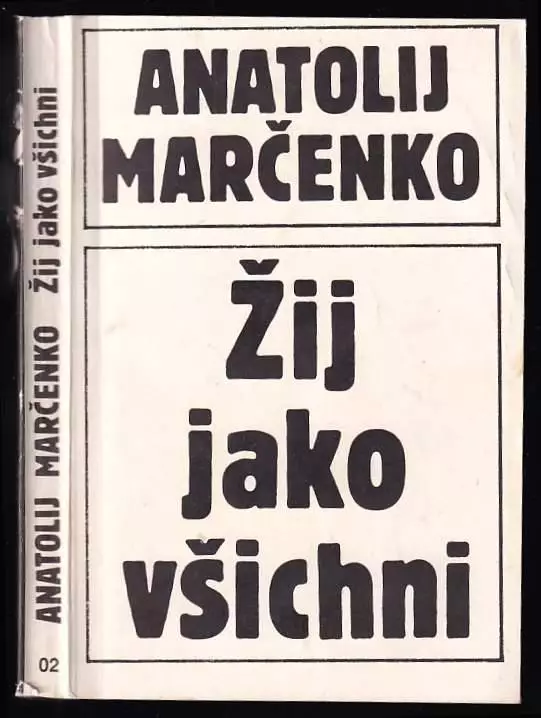 ANATOLIJ
MARČENKO
Žij
jako
všichni
ANATOLIJ MARČENKO Žij jako všichni
02